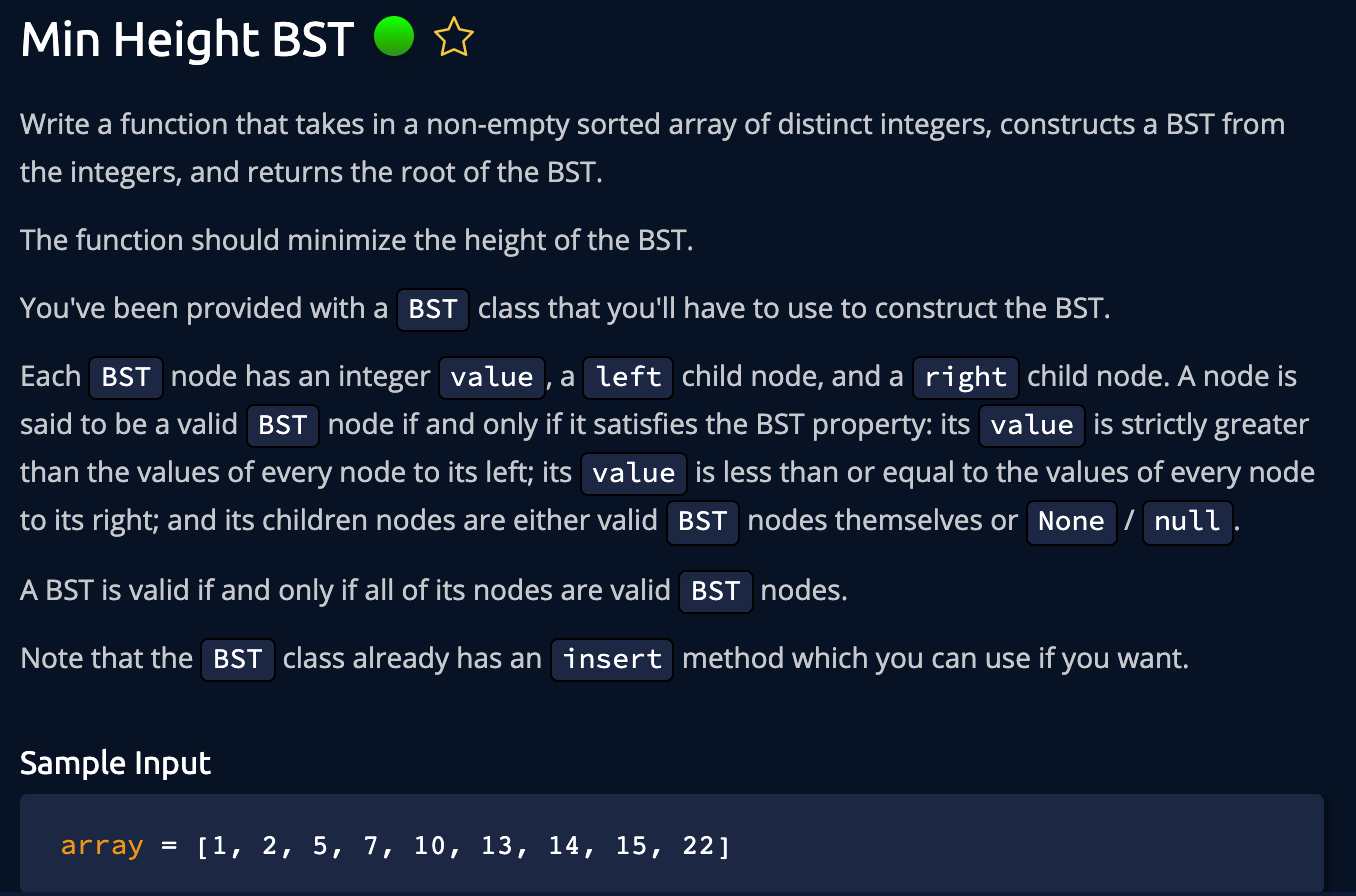 Min Height BST
Write a function that takes in a non-empty sorted array of distinct integers, constructs a BST from
the integers, and returns the root of the BST.
The function should minimize the height of the BST.
You've been provided with a BST class that you'll have to use to construct the BST.
Each BST node has an integer value, a left child node, and a right child node. A node is
said to be a valid BST node if and only if it satisfies the BST property: its value is strictly greater
than the values of every node to its left; its value is less than or equal to the values of every node
to its right; and its children nodes are either valid BST nodes themselves or None / null.
A BST is valid if and only if all of its nodes are valid BST nodes.
Note that the BST class already has an insert method which you can use if you want.
Sample Input
array = [1, 2, 5, 7, 10, 13, 14, 15, 22]